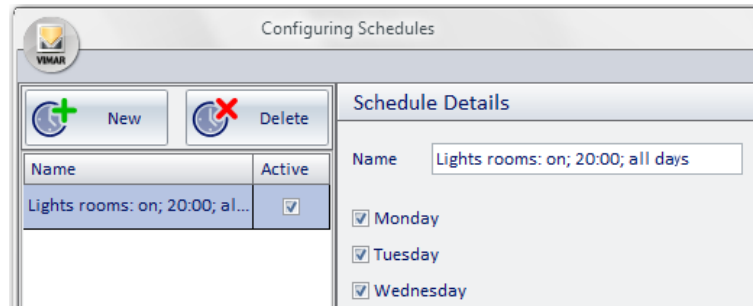 Configuring Schedules
VIMAR
New
Delete
Name
Active
Lights rooms: on; 20:00; al...
Schedule Details
Name
Lights rooms: on; 20:00; all days
Monday
Tuesday
Wednesday